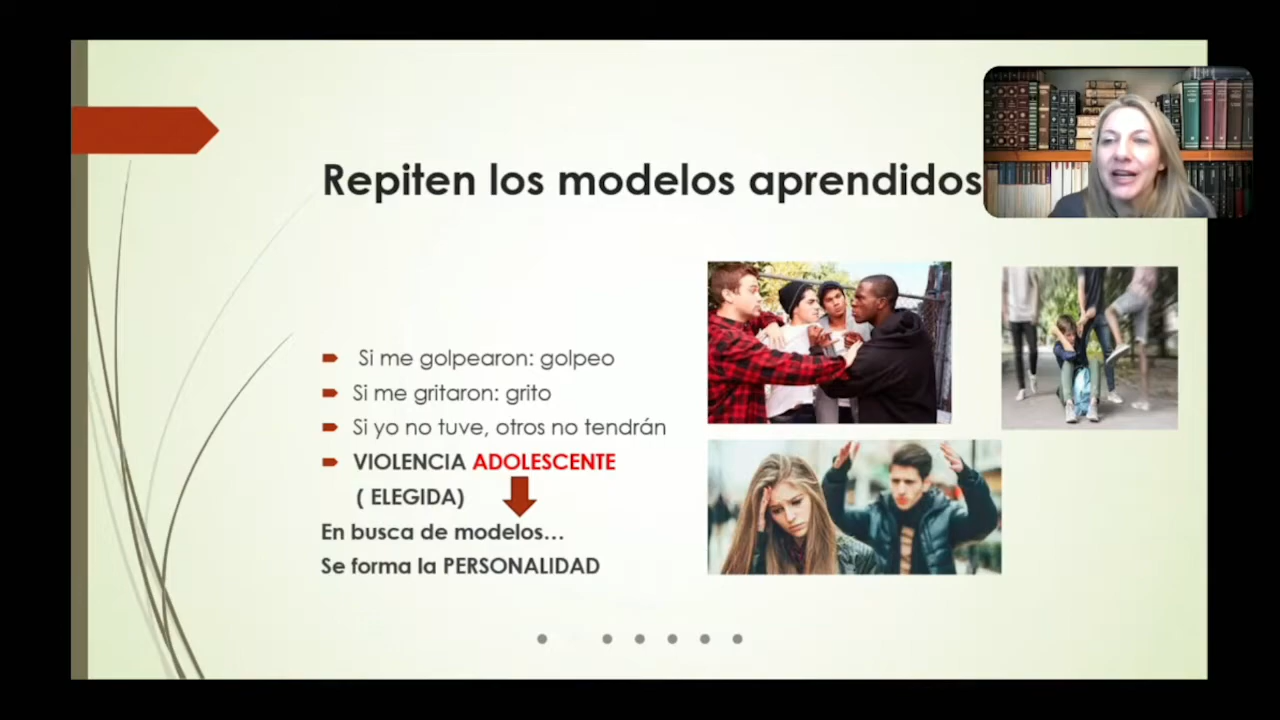 Repiten los modelos aprendidos
Si me golpearon: golpeo
Si me gritaron: grito
Si yo no tuve, otros no tendrán
VIOLENCIA ADOLESCENTE
( ELEGIDA)
En busca de modelos...
Se forma la PERSONALIDAD